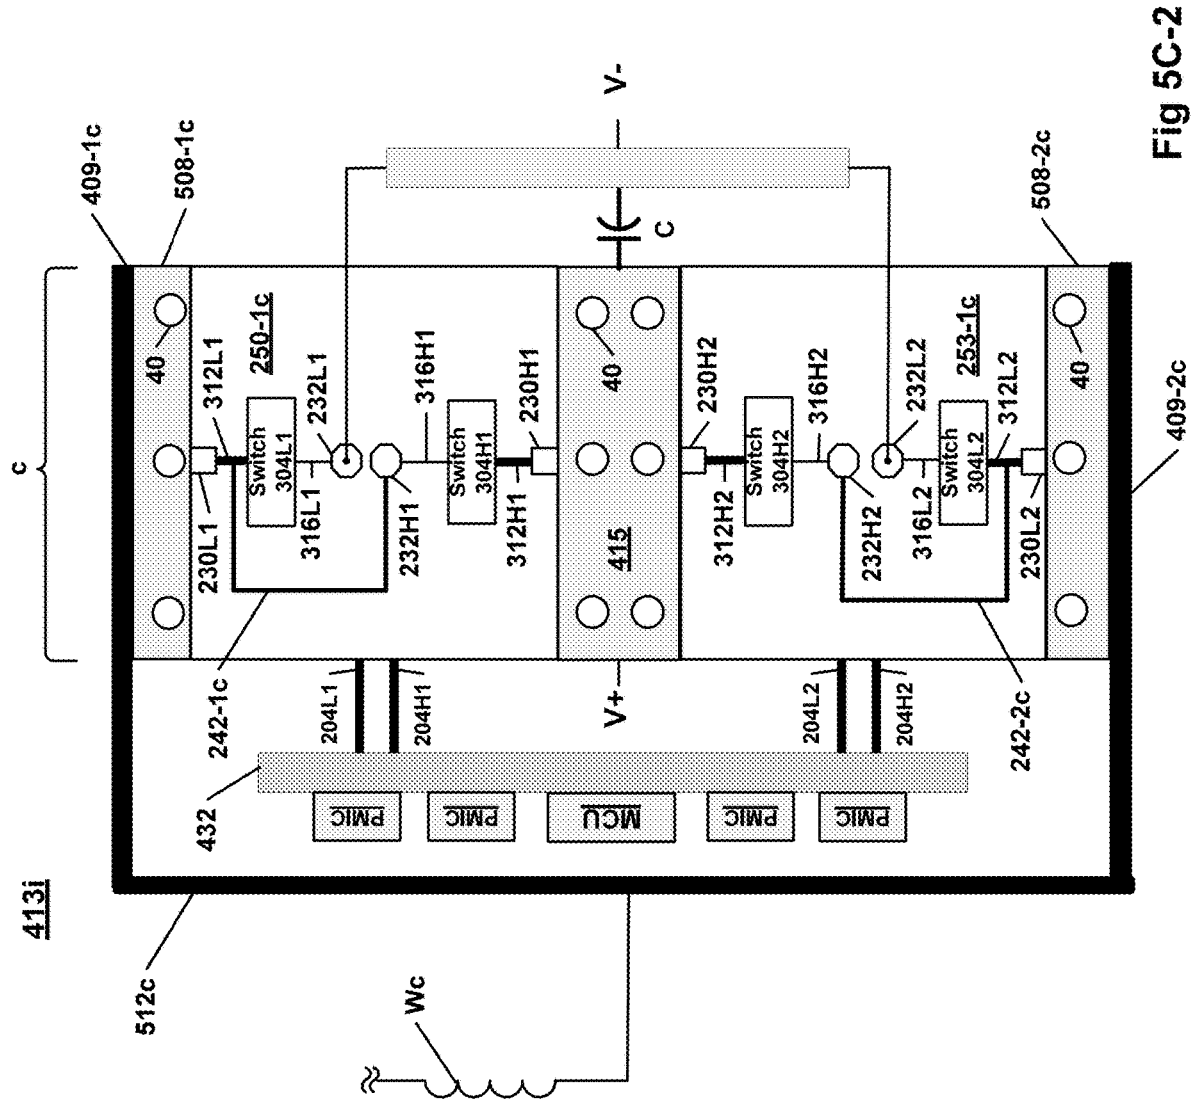 Fig 5C-2
413i
c
409-1c
508-1c
40
312L1
250-1c
230L1
Switch
304L1
316L1
232L1
316H1
232H1
Switch
304H1
312H1
230H1
242-1c
204L1
204H1
V+
415
40
C
V-
230H2
312H2
Switch
304H2
316H2
232H2
253-1c
232L2
316L2
Switch
304L2
312L2
230L2
40
508-2c
409-2c
242-2c
204L2
204H2
432
PMIC
PMIC
MCU
PMIC
PMIC
512c
Wc